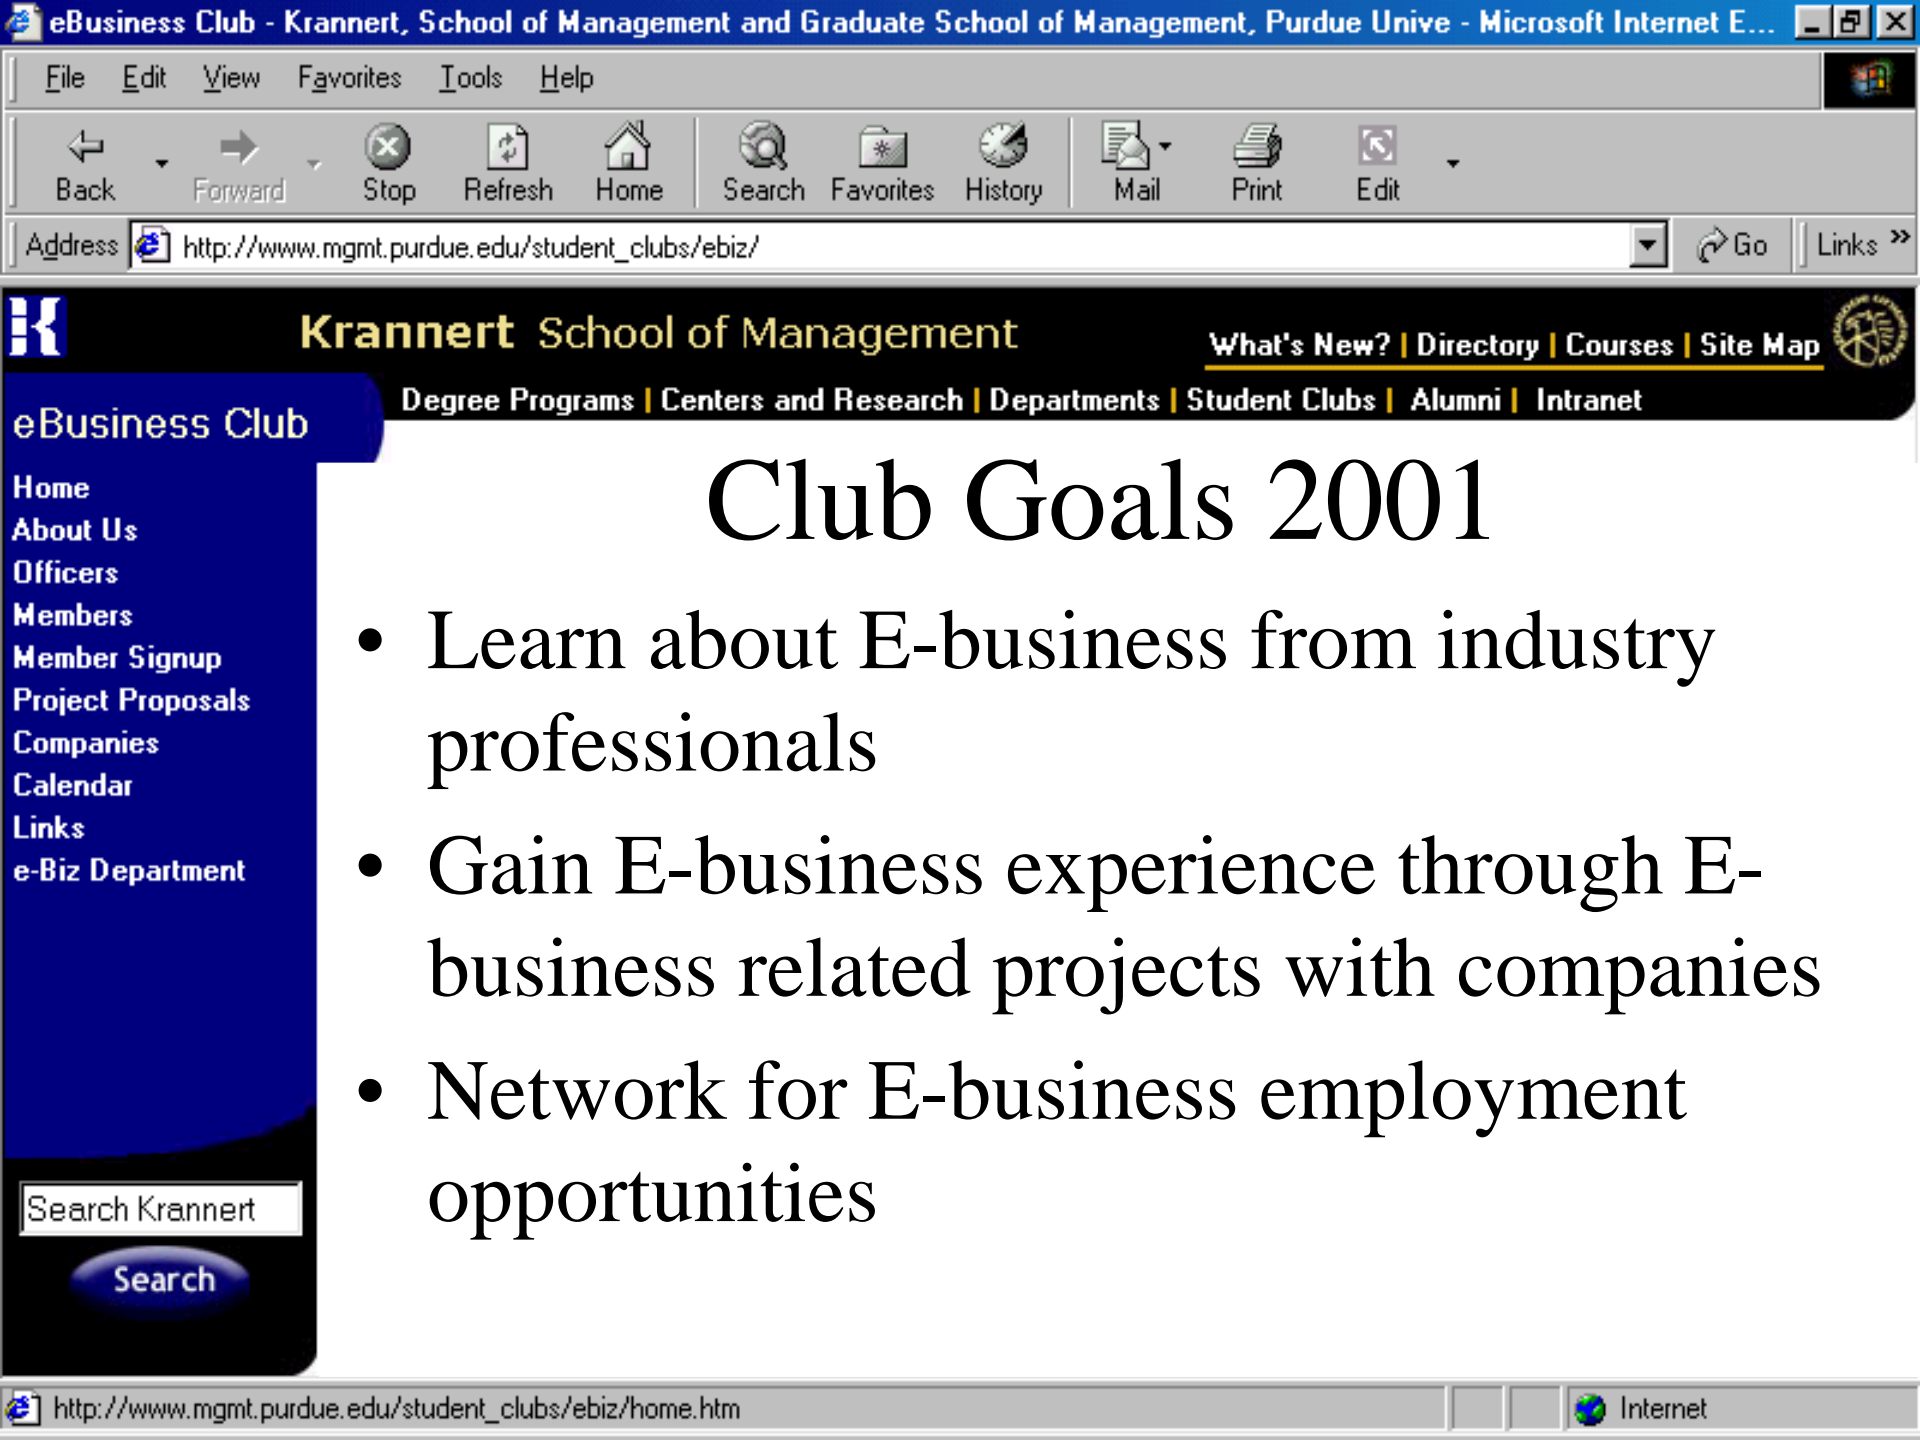 eBusiness Club - Krannert, School of Management and Graduate School of Management, Purdue Unive - Microsoft Internet E...
File Edit View Favorites Tools Help
Back Forward Stop Refresh Home Search Favorites History Mail Print Edit
Address http://www.mgmt.purdue.edu/student_clubs/ebiz/ Go Links »
K Krannert School of Management
What's New? | Directory | Courses | Site Map
Degree Programs | Centers and Research | Departments | Student Clubs | Alumni | Intranet
eBusiness Club
Home
About Us
Officers
Members
Member Signup
Project Proposals
Companies
Calendar
Links
e-Biz Department
Search Krannert
Search
Club Goals 2001
• Learn about E-business from industry
professionals
• Gain E-business experience through E-
business related projects with companies
• Network for E-business employment
opportunities
http://www.mgmt.purdue.edu/student_clubs/ebiz/home.htm Internet